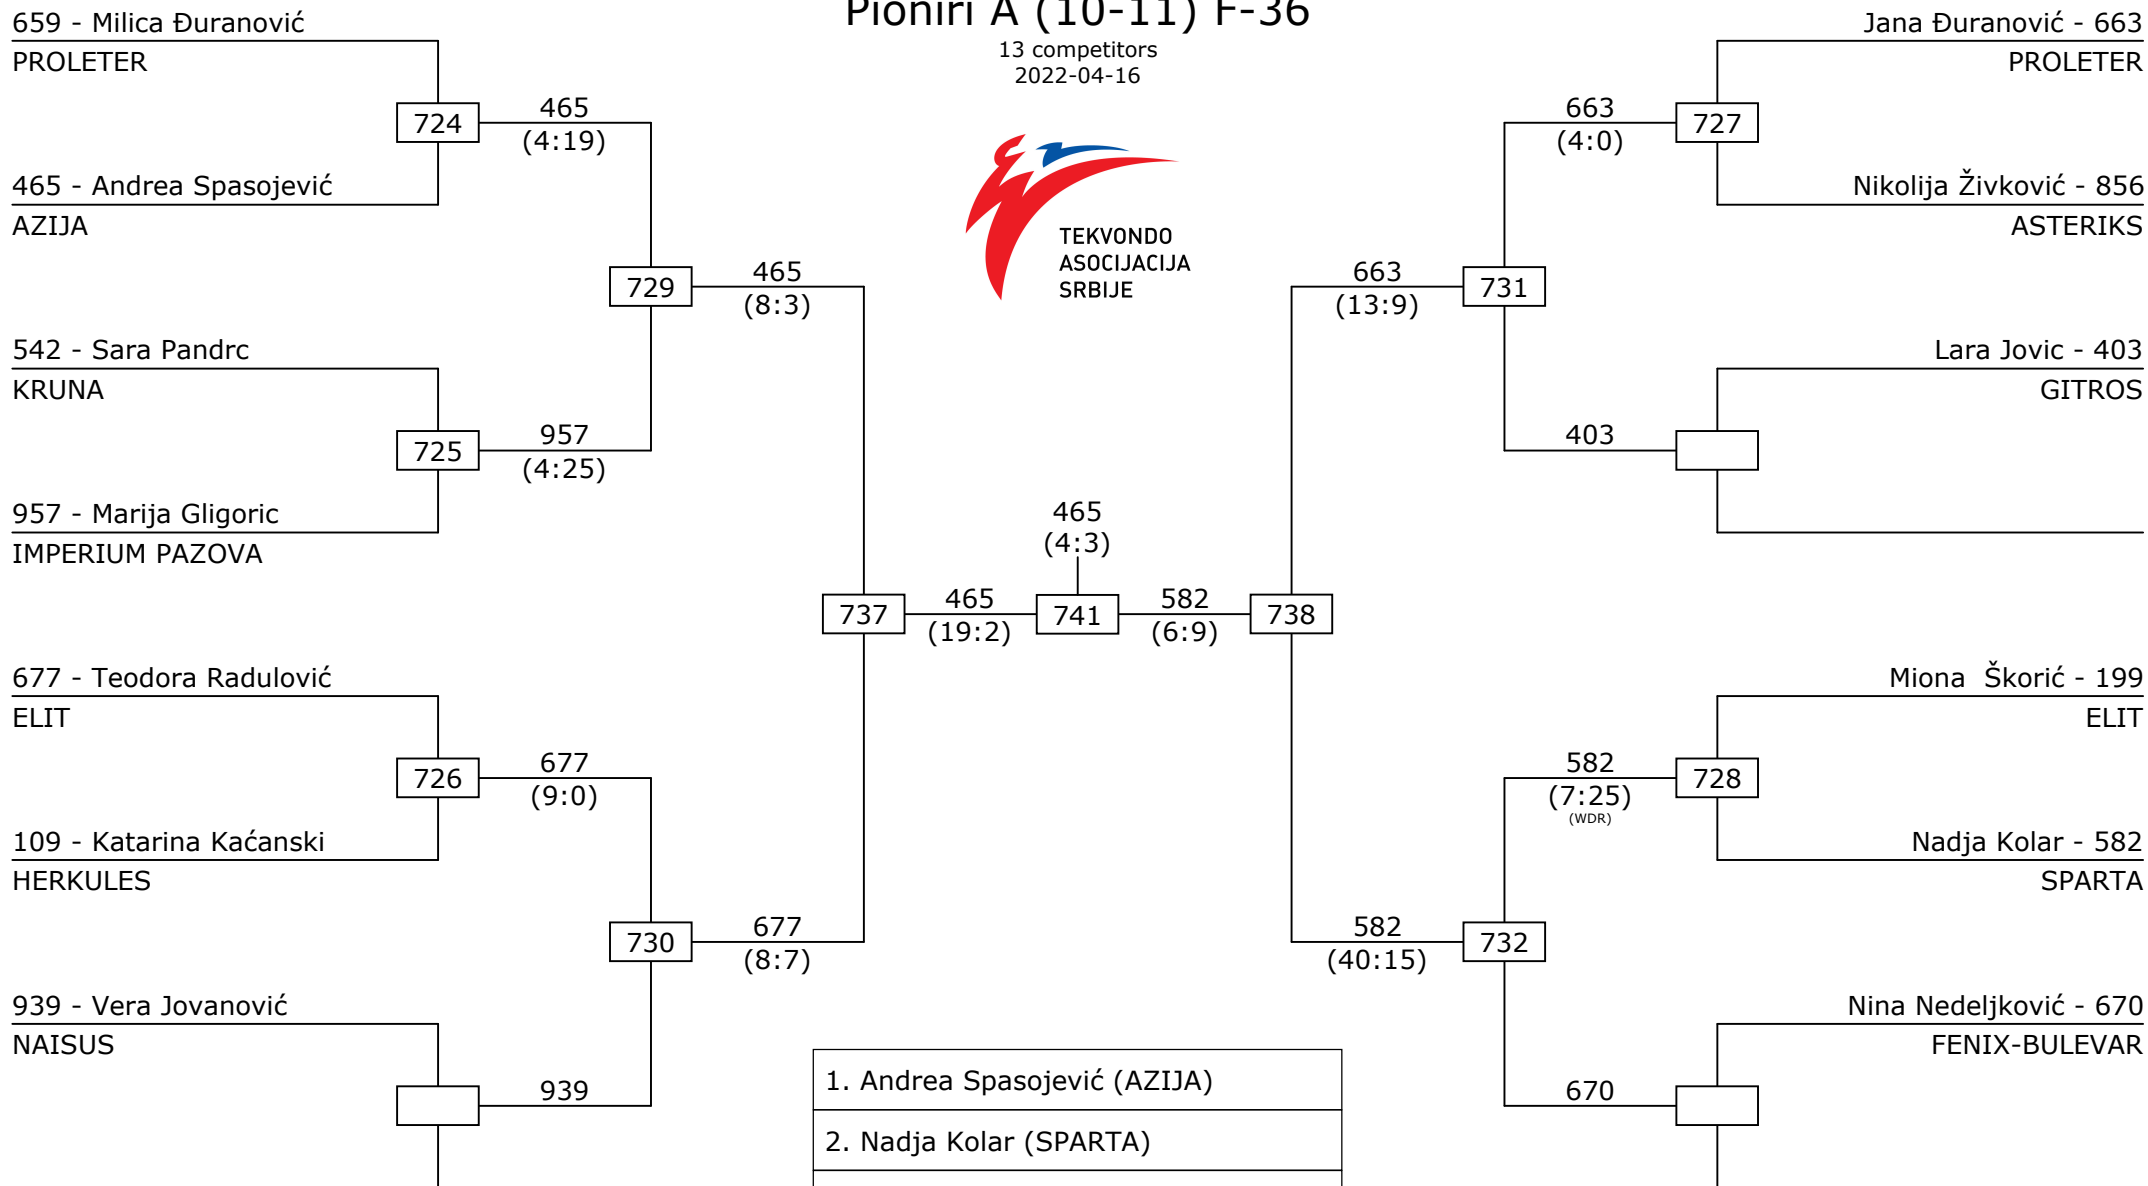 Pioniri A (10-11) F-36
13 competitors
2022-04-16
TEKVONDO
ASOCIJACIJA
SRBIJE
659 - Milica Đuranović
PROLETER
724
465
(4:19)
465 - Andrea Spasojević
AZIJA
729
465
(8:3)
542 - Sara Pandrc
KRUNA
725
957
(4:25)
957 - Marija Gligoric
IMPERIUM PAZOVA
737
465
(19:2)
677 - Teodora Radulović
ELIT
726
677
(9:0)
109 - Katarina Kaćanski
HERKULES
730
677
(8:7)
939 - Vera Jovanović
NAISUS
939
465
(4:3)
741
582
(6:9)
738
Jana Đuranović - 663
PROLETER
663
(4:0)
727
Nikolija Živković - 856
ASTERIKS
663
(13:9)
731
Lara Jovic - 403
GITROS
403
Miona  Škorić - 199
ELIT
582
(7:25)
(WDR)
728
Nadja Kolar - 582
SPARTA
582
(40:15)
732
Nina Nedeljković - 670
FENIX-BULEVAR
670
1. Andrea Spasojević (AZIJA)
2. Nadja Kolar (SPARTA)